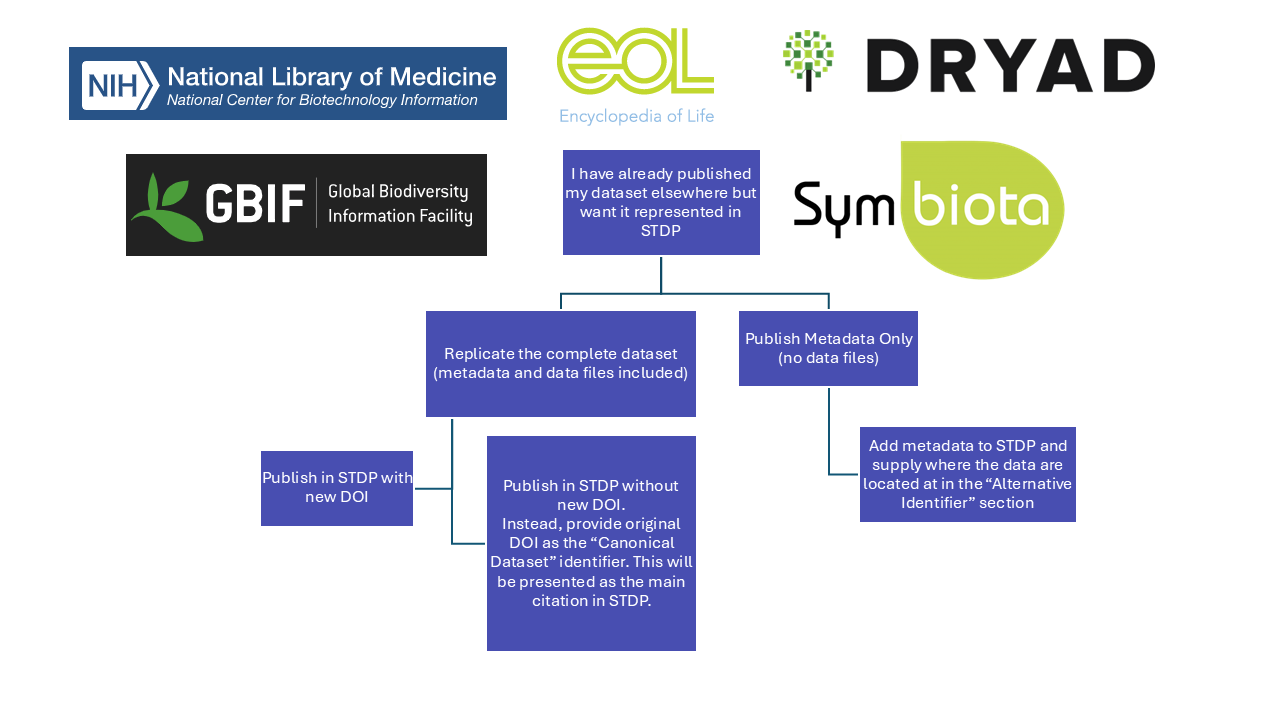 NIH
National Library of Medicine
National Center for Biotechnology Information
eol
Encyclopedia of Life
DRYAD
GBIF
Global Biodiversity
Information Facility
I have already published
my dataset elsewhere but
want it represented in
STDP
Symbiota
Replicate the complete dataset
(metadata and data files included)
Publish Metadata Only
(no data files)
Publish in STDP with
new DOI
Publish in STDP without
new DOI.
Instead, provide original
DOI as the “Canonical
Dataset” identifier. This will
be presented as the main
citation in STDP.
Add metadata to STDP and
supply where the data are
located at in the “Alternative
Identifier” section